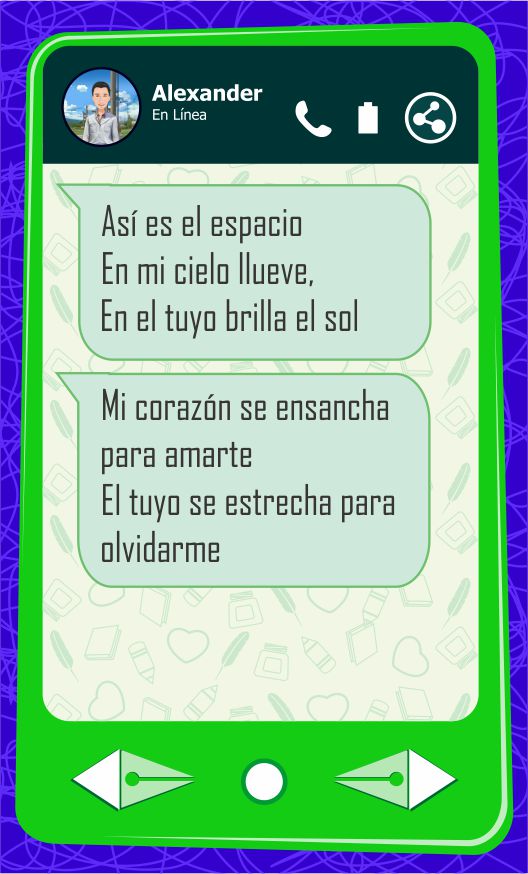 Alexander
En Línea
Así es el espacio
En mi cielo llueve,
En el tuyo brilla el sol
Mi corazón se ensancha
para amarte
El tuyo se estrecha para
olvidarme